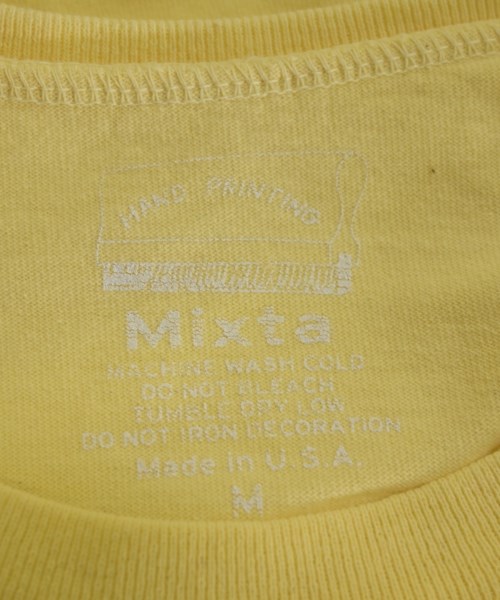 HAND PRINTING
Mixta
MACHINE WASH COLD
DO NOT BLEACH
TUMBLE DRY LOW
DO NOT IRON DECORATION
Made in U.S.A.
M